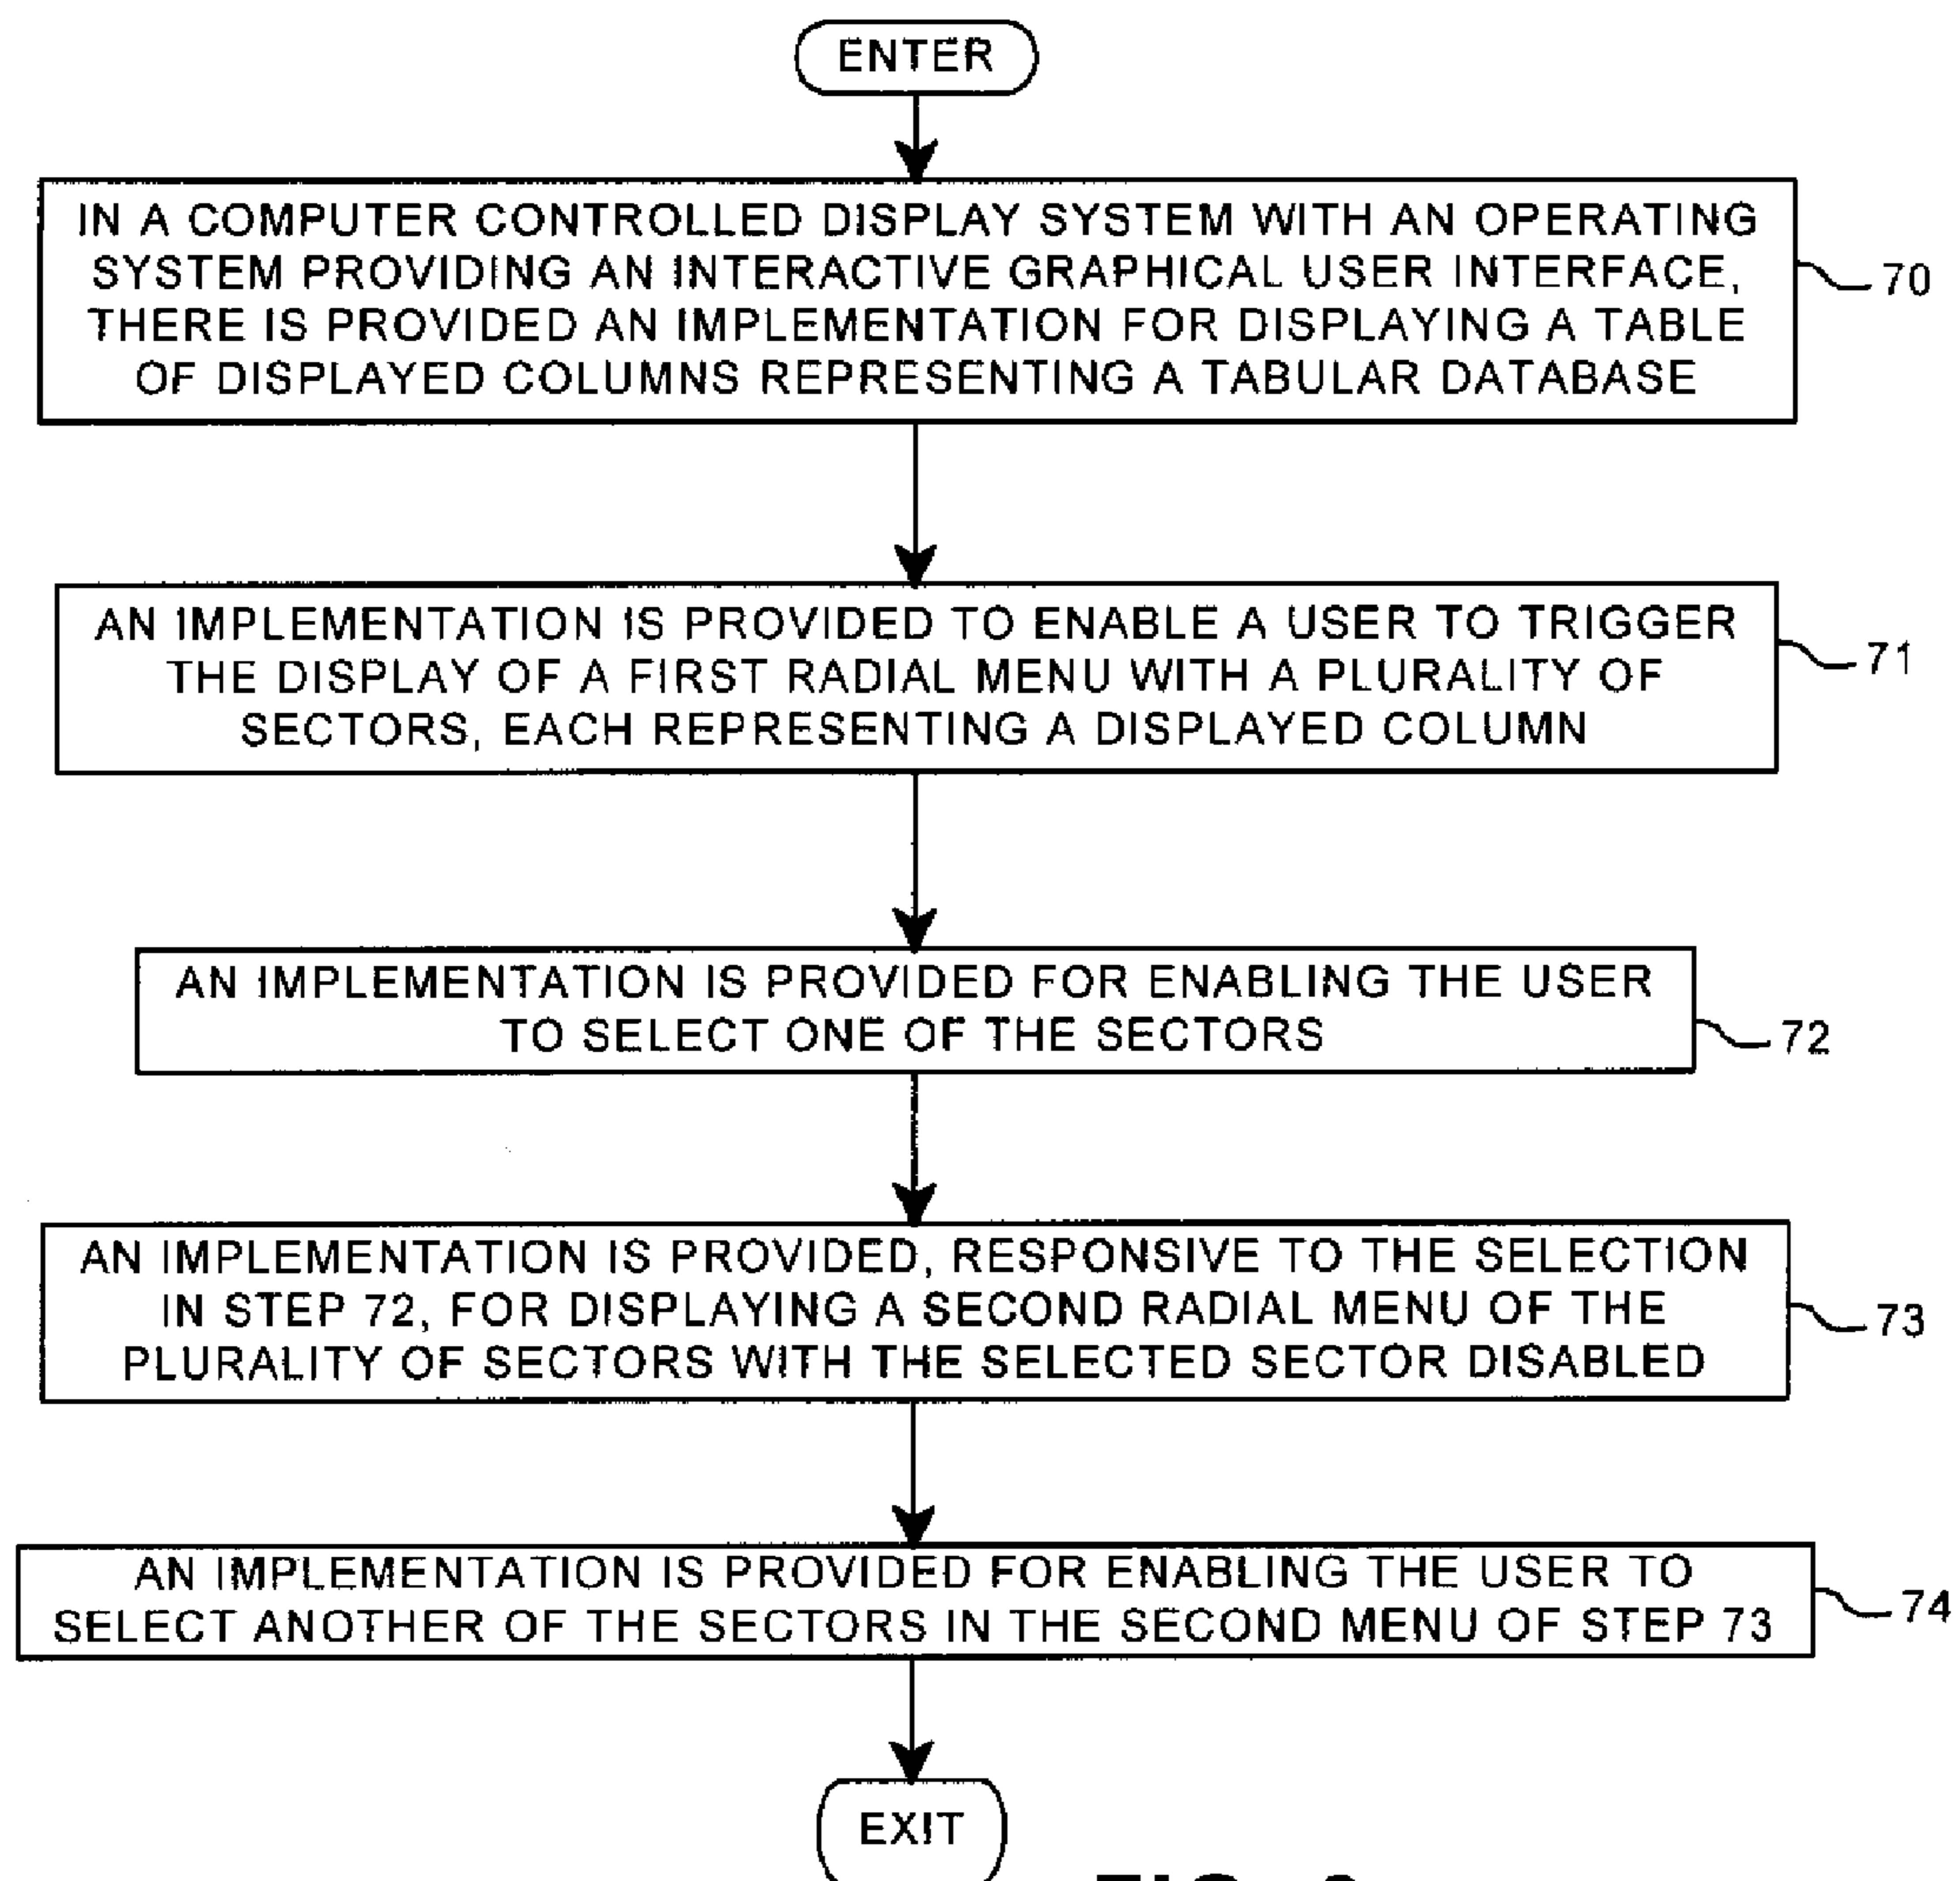 ENTER
IN A COMPUTER CONTROLLED DISPLAY SYSTEM WITH AN OPERATING
SYSTEM PROVIDING AN INTERACTIVE GRAPHICAL USER INTERFACE,
THERE IS PROVIDED AN IMPLEMENTATION FOR DISPLAYING A TABLE
OF DISPLAYED COLUMNS REPRESENTING A TABULAR DATABASE
70
AN IMPLEMENTATION IS PROVIDED TO ENABLE A USER TO TRIGGER
THE DISPLAY OF A FIRST RADIAL MENU WITH A PLURALITY OF
SECTORS, EACH REPRESENTING A DISPLAYED COLUMN
71
AN IMPLEMENTATION IS PROVIDED FOR ENABLING THE USER
TO SELECT ONE OF THE SECTORS
72
AN IMPLEMENTATION IS PROVIDED, RESPONSIVE TO THE SELECTION
IN STEP 72, FOR DISPLAYING A SECOND RADIAL MENU OF THE
PLURALITY OF SECTORS WITH THE SELECTED SECTOR DISABLED
73
AN IMPLEMENTATION IS PROVIDED FOR ENABLING THE USER TO
SELECT ANOTHER OF THE SECTORS IN THE SECOND MENU OF STEP 73
74
EXIT